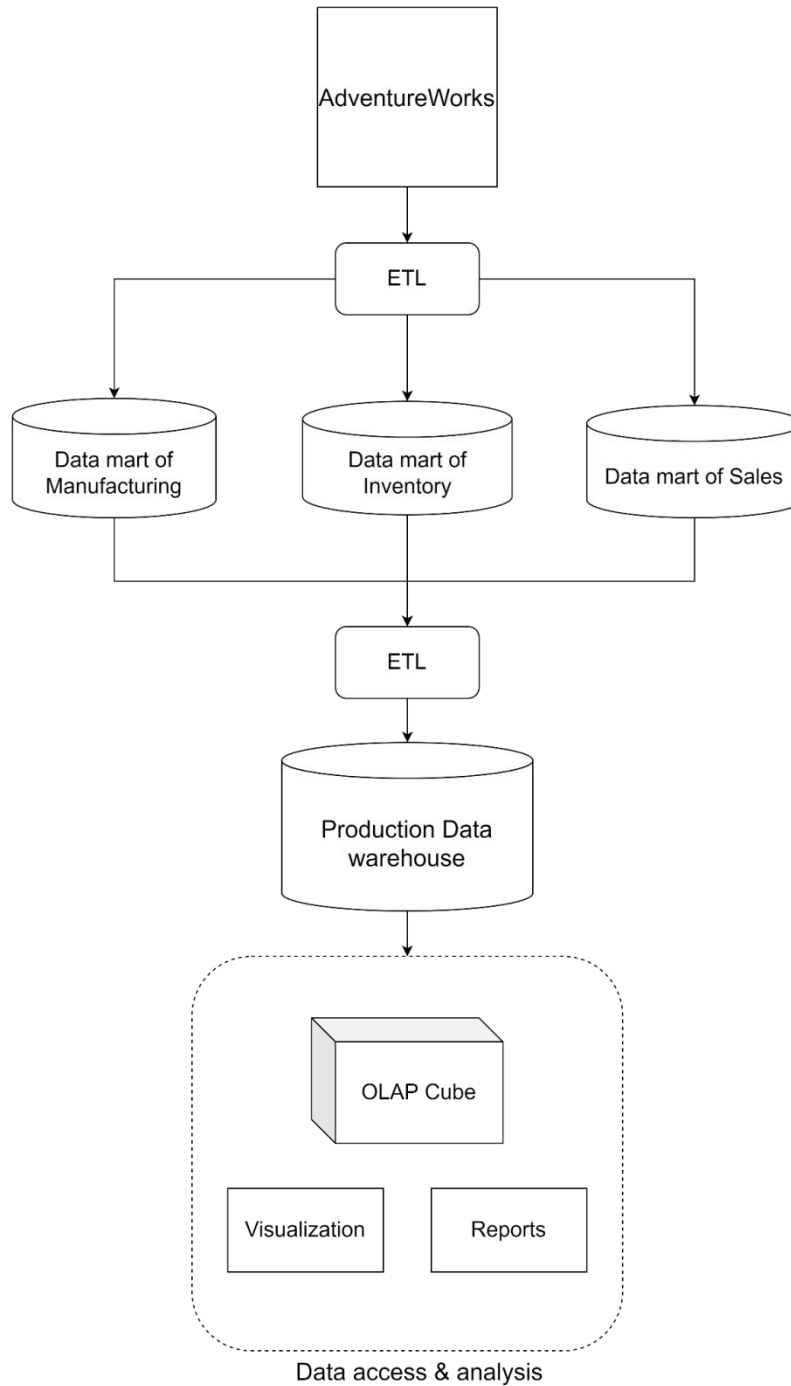 AdventureWorks
ETL
Data mart of
Manufacturing
Data mart of
Inventory
Data mart of Sales
ETL
Production Data
warehouse
OLAP Cube
Visualization
Reports
Data access & analysis